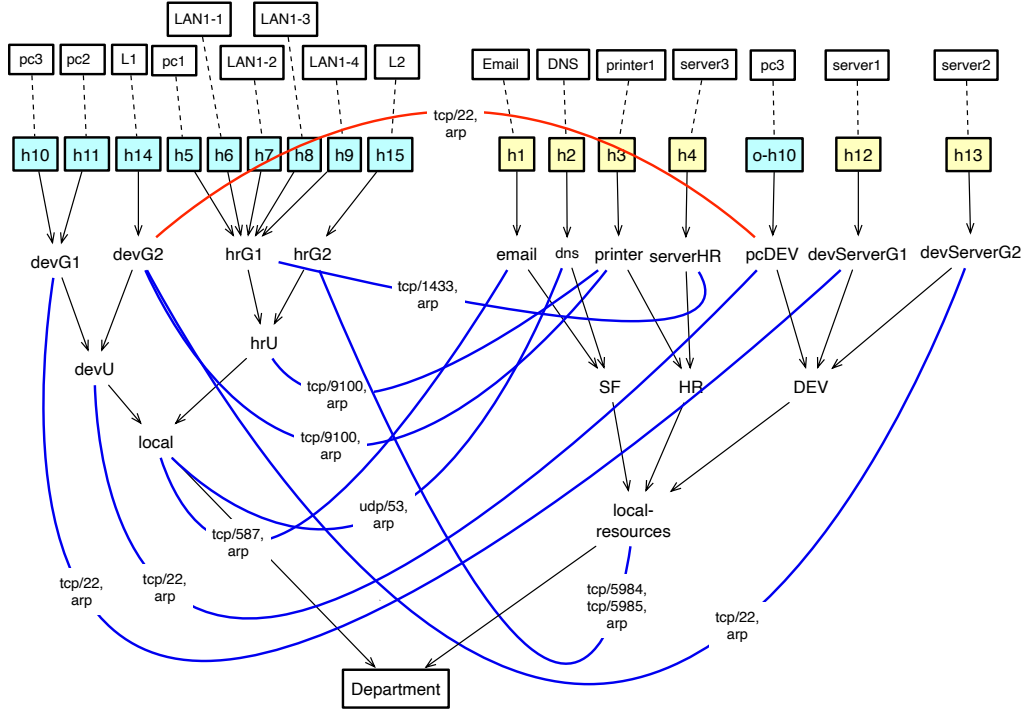 LAN1-1
LAN1-3
pc3
pc2
L1
pc1
LAN1-2
LAN1-4
L2
Email
DNS
printer1
server3
pc3
server1
server2
tcp/22,
arp
h10
h11
h14
h5
h6
h7
h8
h9
h15
h1
h2
h3
h4
o-h10
h12
h13
devG1
devG2
hrG1
hrG2
email
dns
printer
serverHR
pcDEV
devServerG1
devServerG2
tcp/1433,
arp
hrU
devU
tcp/9100,
arp
SF
HR
DEV
local
tcp/9100,
arp
udp/53,
arp
local-
resources
tcp/587,
arp
tcp/22,
arp
tcp/22,
arp
tcp/5984,
tcp/5985,
arp
tcp/22,
arp
Department